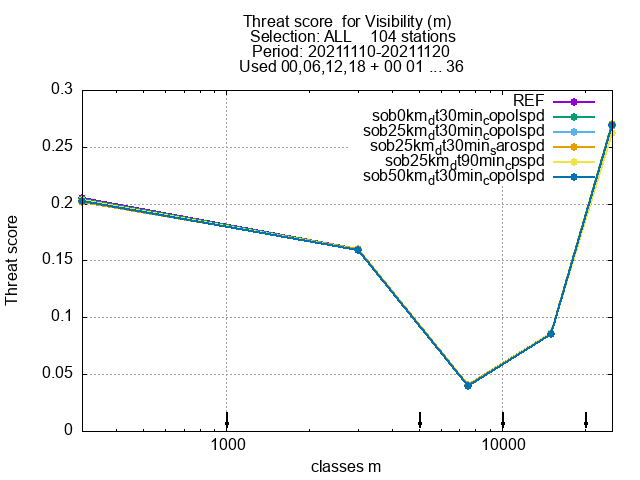 Threat score  for Visibility (m)
Selection: ALL    104 stations
Period: 20211110-20211120
Used 00,06,12,18 + 00 01 ... 36
REF
sob0km_dt30min_copolspd
sob25km_dt30min_copolspd
sob25km_dt30min_sarospd
sob25km_dt90min_cpspd
sob50km_dt30min_copolspd
0.3
0.25
0.2
0.15
0.1
0.05
0
Threat score
1000 10000
classes m